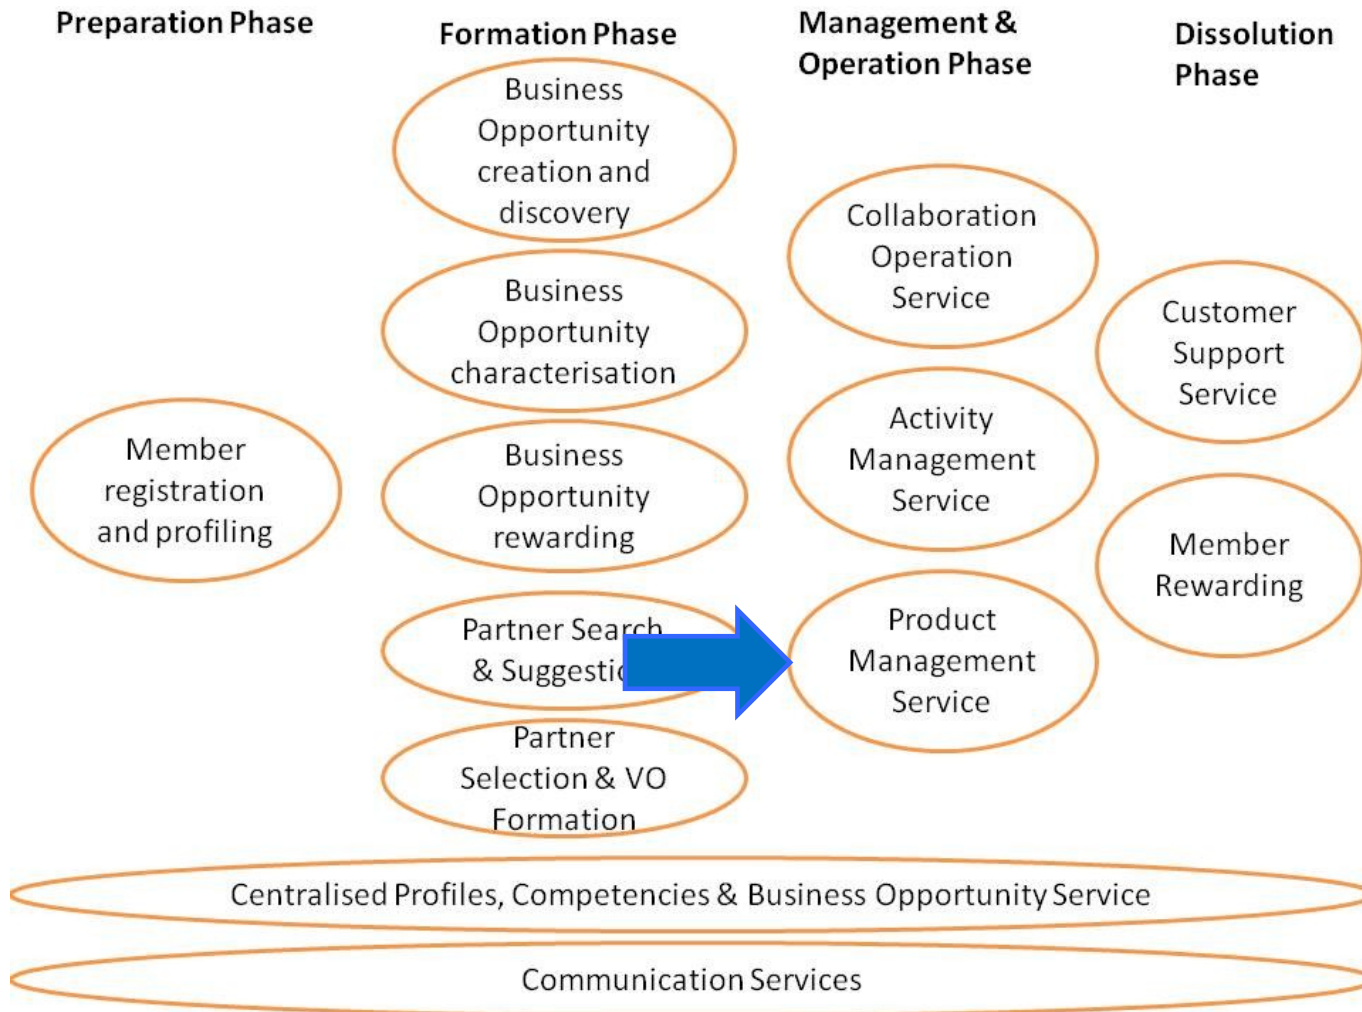 Preparation Phase
Formation Phase
Management &
Operation Phase
Dissolution
Phase
Member
registration
and profiling
Business
Opportunity
creation and
discovery
Business
Opportunity
characterisation
Business
Opportunity
rewarding
Partner Search
& Suggestio
Partner
Selection & VO
Formation
Collaboration
Operation
Service
Activity
Management
Service
Product
Management
Service
Customer
Support
Service
Member
Rewarding
Centralised Profiles, Competencies & Business Opportunity Service
Communication Services